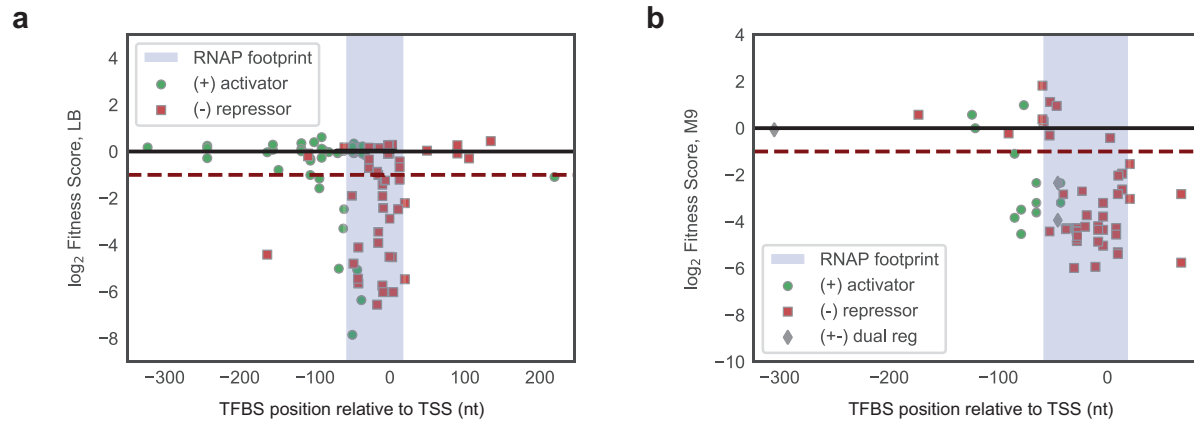 a
4
2
0
−2
−4
−6
−8
log₂ Fitness Score, LB
RNAP footprint
(+) activator
(-) repressor
−300
−200
−100
0
100
200
TFBS position relative to TSS (nt)
b
4
2
0
−2
−4
−6
−8
−10
log₂ Fitness Score, M9
RNAP footprint
(+) activator
(-) repressor
(+-) dual reg
−300
−200
−100
0
TFBS position relative to TSS (nt)